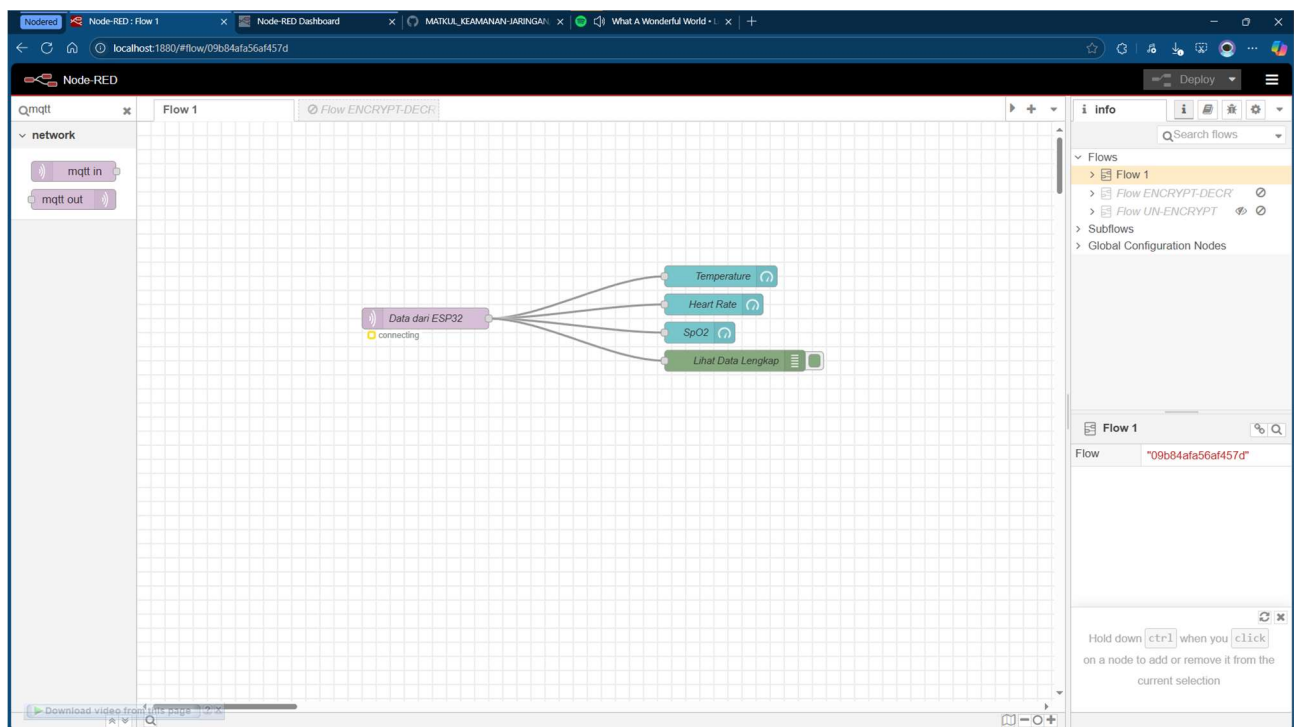 Nodered
Node-RED : Flow 1
Node-RED Dashboard
MATKUL_KEAMANAN-JARINGAN
What A Wonderful World •
localhost:1880/#flow/09b84afa56af457d
Node-RED
Deploy
mqtt
Flow 1
Flow ENCRYPT-DECR
i info
i
network
Search flows
mqtt in
mqtt out
Flows
Flow 1
Flow ENCRYPT-DECR
Flow UN-ENCRYPT
Subflows
Global Configuration Nodes
Temperature
Heart Rate
Data dari ESP32
connecting
SpO2
Lihat Data Lengkap
Flow 1
Flow
"09b84afa56af457d"
Hold down ctrl when you click
on a node to add or remove it from the
current selection
Download video from this page ? X